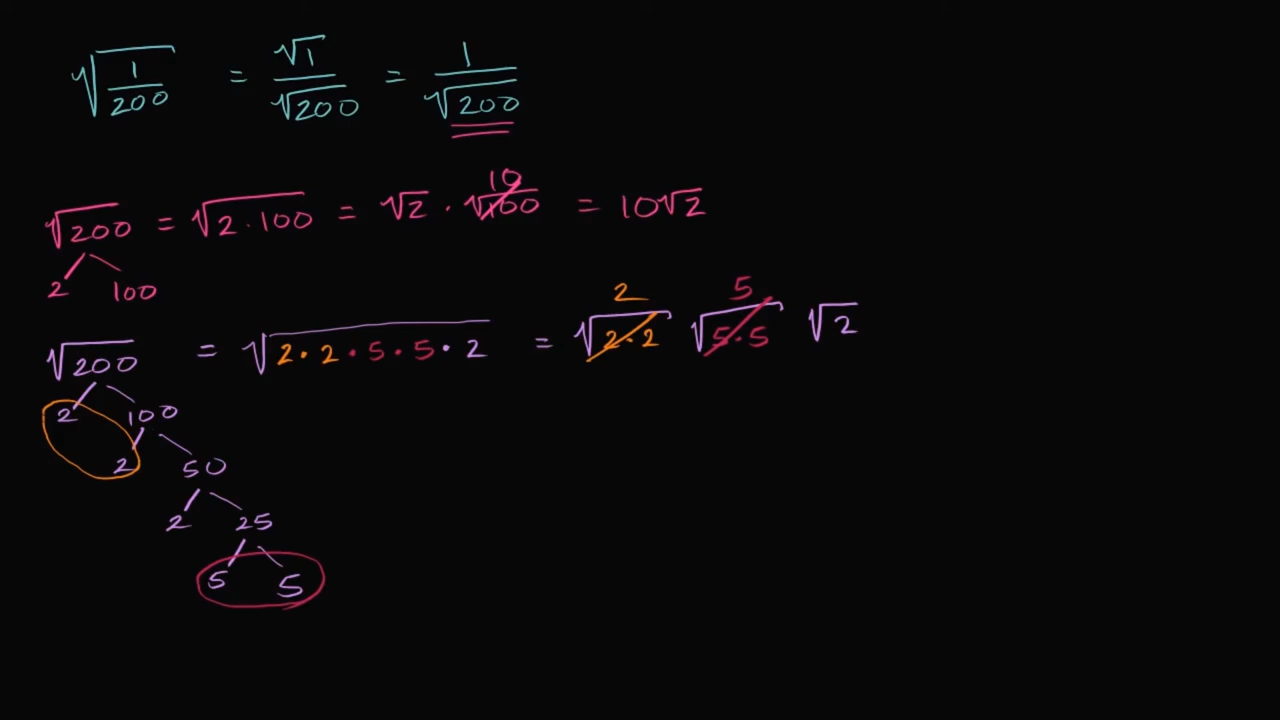 √(1/200) = √1/√200 = 1/√200
10
√200 = √2·100 = √2 · √100 = 10√2
2 100
2 5
√200 = √2·2·5·5·2 = √2·2 √5·5 √2
2 100
2 50
2 25
5 5